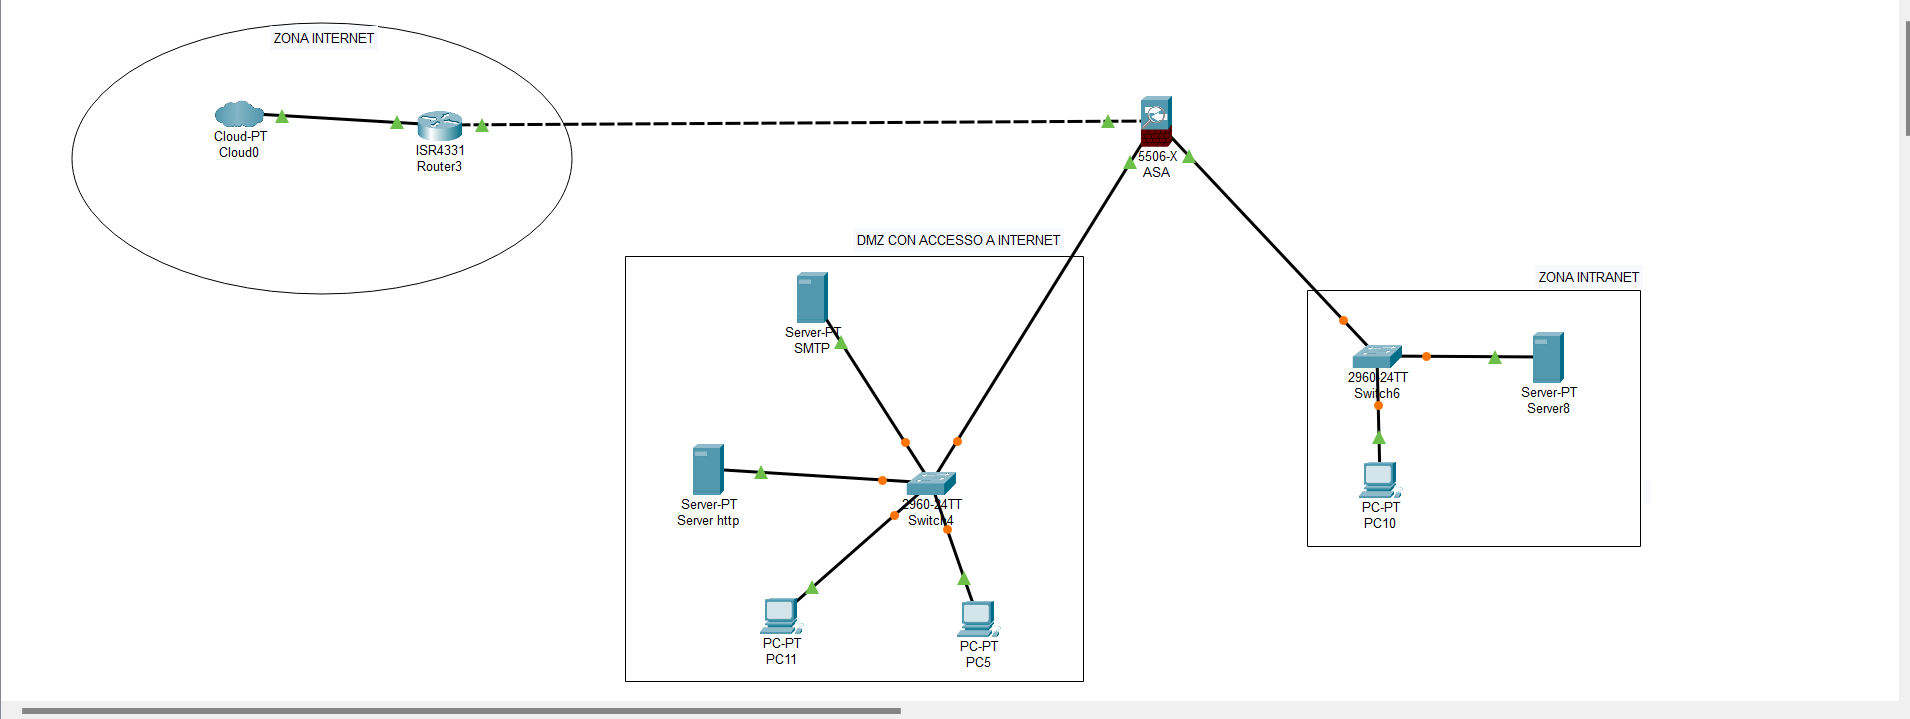 ZONA INTERNET
Cloud-PT
Cloud0
ISR4331
Router3
5506-X
ASA
DMZ CON ACCESSO A INTERNET
Server-PT
SMTP
Server-PT
Server http
2960-24TT
Switch4
PC-PT
PC11
PC-PT
PC5
ZONA INTRANET
2960-24TT
Switch6
Server-PT
Server8
PC-PT
PC10